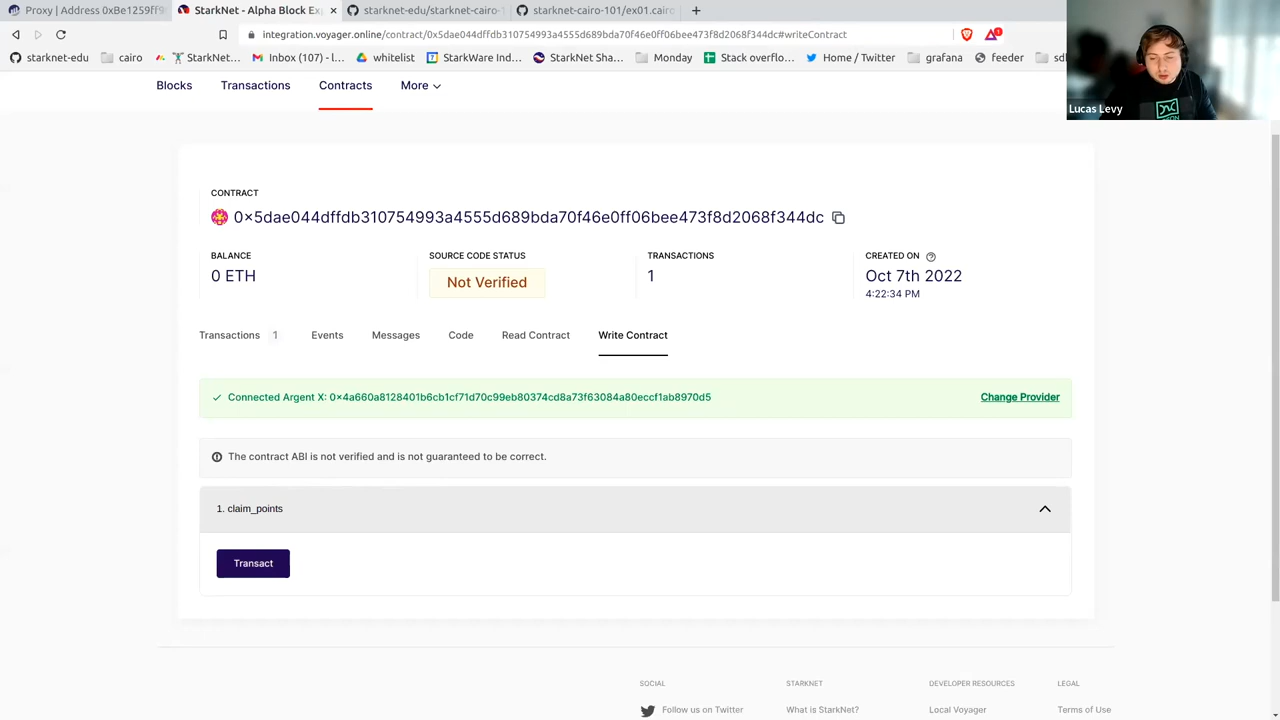 Proxy | Address 0xBe1259ff9
StarkNet - Alpha Block Ex
starknet-edu/starknet-cairo-1
starknet-cairo-101/ex01.cairo
integration.voyager.online/contract/0x5dae044dffdb310754993a4555d689bda70f46e0ff06bee473f8d2068f344dc#writeContract
starknet-edu cairo StarkNet... Inbox (107) - l... whitelist StarkWare Ind... StarkNet Sha... Monday Stack overflo... Home / Twitter grafana feeder
Lucas Levy
Blocks Transactions Contracts More
CONTRACT
0×5dae044dffdb310754993a4555d689bda70f46e0ff06bee473f8d2068f344dc
BALANCE SOURCE CODE STATUS TRANSACTIONS CREATED ON
0 ETH Not Verified 1 Oct 7th 2022
4:22:34 PM
Transactions 1 Events Messages Code Read Contract Write Contract
Connected Argent X: 0×4a660a8128401b6cb1cf71d70c99eb80374cd8a73f63084a80eccf1ab8970d5 Change Provider
The contract ABI is not verified and is not guaranteed to be correct.
1. claim_points
Transact
SOCIAL STARKNET DEVELOPER RESOURCES LEGAL
Follow us on Twitter What is StarkNet? Local Voyager Terms of Use